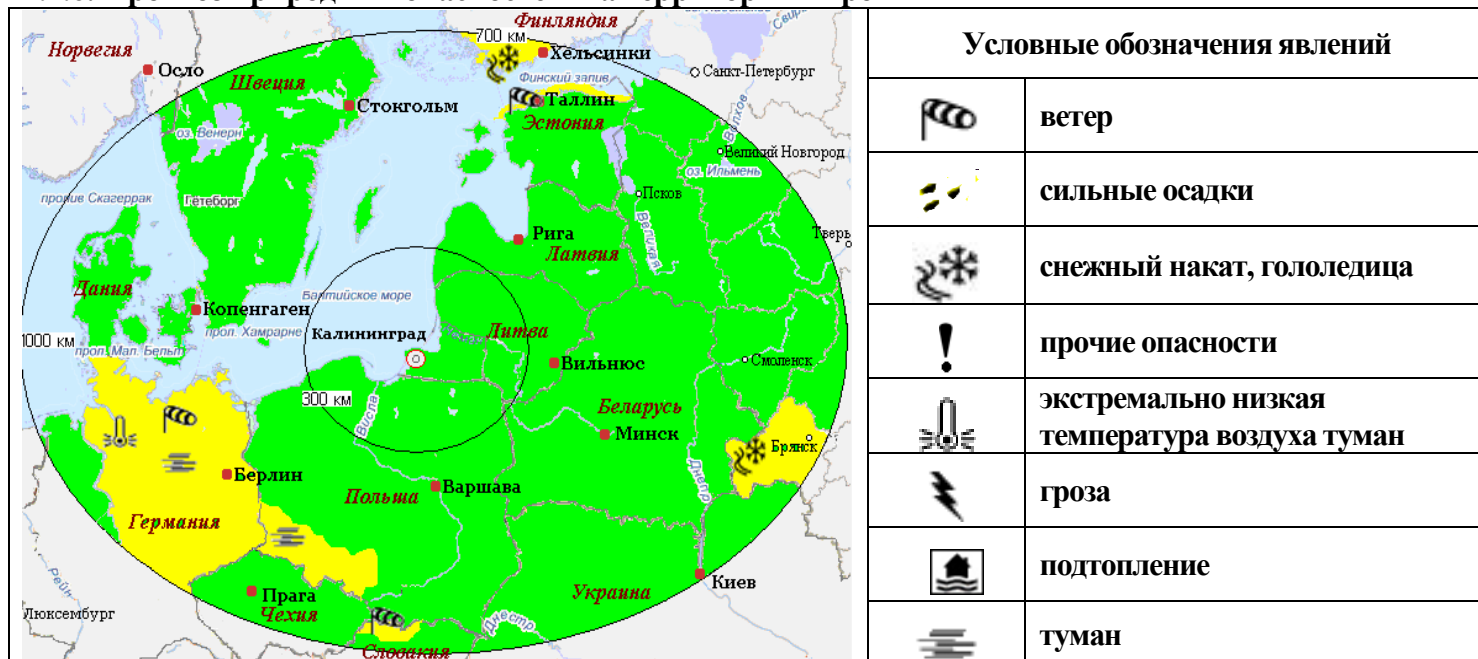 Финляндия
700 км
Норвегия
Хельсинки
Осло
Санкт-Петербург
Швеция
Финский запив
Стокгольм
Таллин
Эстония
Волхов
оз. Венерн
Великий Новгород
оз. Ильмень
Псков
пролив Скагеррак
Гетеборг
Великая
Рига
Тверь
Латвия
Дания
Балтийское море
Копенгаген
Калининград
Литва
1000 км
прол. Мал. Бельт
Вильнюс
Смоленск
300 км
Висла
Беларусь
Минск
Брянск
Днепр
Берлин
Польша
Варшава
Германия
Киев
Украина
Рейн
Прага
Чехия
Люксембург
Днестр
Словакия
Условные обозначения явлений
ветер
сильные осадки
снежный накат, гололедица
прочие опасности
экстремально низкая
температура воздуха туман
гроза
подтопление
туман